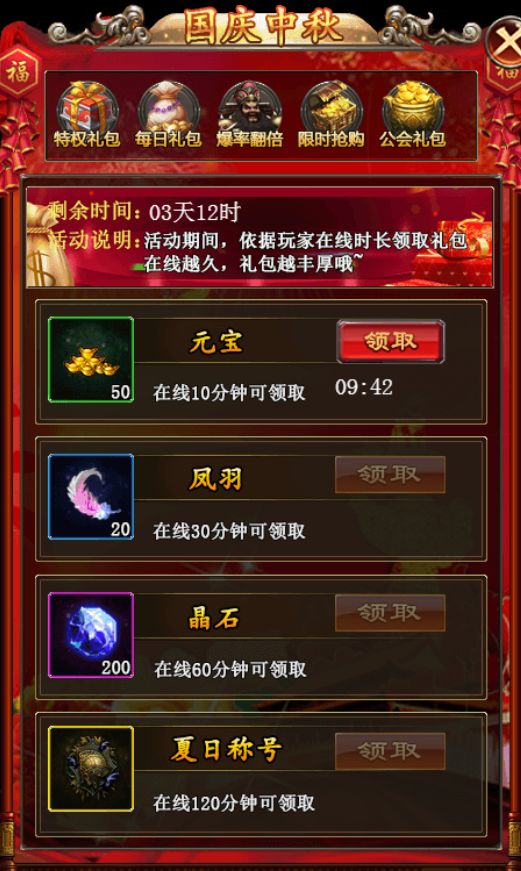 国庆中秋
福
福
特权礼包 每日礼包 爆率翻倍 限时抢购 公会礼包
剩余时间：03天12时
活动说明：活动期间，依据玩家在线时长领取礼包
在线越久，礼包越丰厚哦~
元宝
领取
50
在线10分钟可领取
09:42
凤羽
领取
20
在线30分钟可领取
晶石
领取
200
在线60分钟可领取
夏日称号
领取
在线120分钟可领取